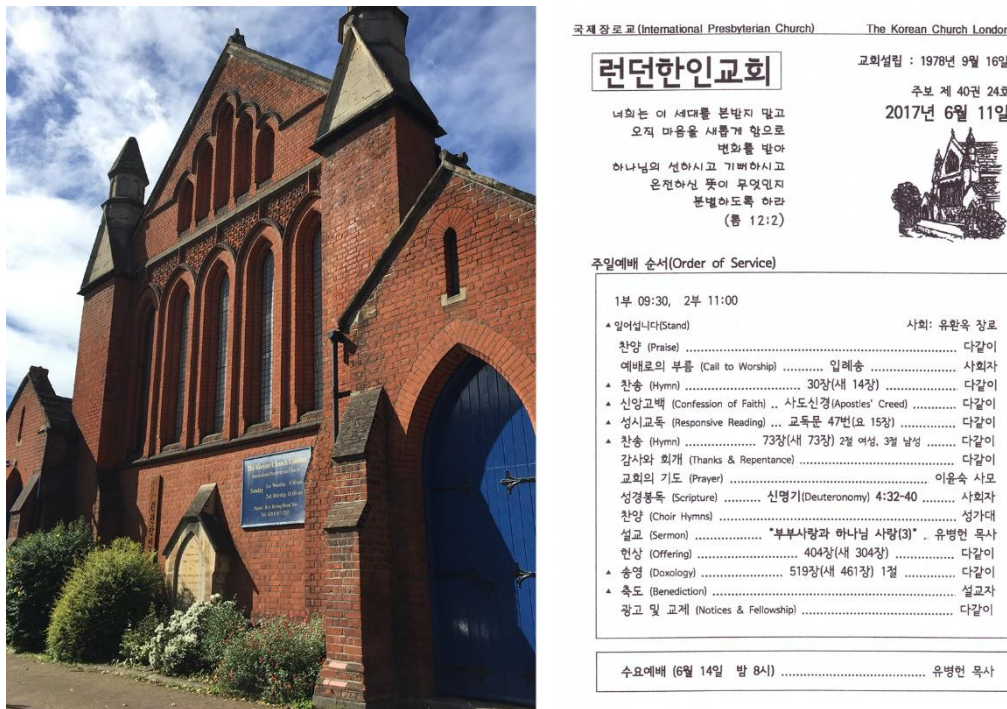 The Korean Church London
International Presbyterian Church
Sunday 1st Worship 9:30am
2nd Worship 11:00am
국제장로교(International Presbyterian Church) The Korean Church London
런던한인교회
교회설립 : 1978년 9월 16일
주보 제 40권 24호
2017년 6월 11일
너희는 이 세대를 본받지 말고
오직 마음을 새롭게 함으로
변화를 받아
하나님의 선하시고 기뻐하시고
온전하신 뜻이 무엇인지
분별하도록 하라
(롬 12:2)
주일예배 순서(Order of Service)
1부 09:30, 2부 11:00
▲ 일어섭니다(Stand) 사회: 유환옥 장로
찬양 (Praise) ........ 다같이
예배로의 부름 (Call to Worship) ........ 입례송 ........ 사회자
▲ 찬송 (Hymn) ........ 30장(새 14장) ........ 다같이
▲ 신앙고백 (Confession of Faith) .. 사도신경(Apostles' Creed) ........ 다같이
▲ 성시교독 (Responsive Reading) ... 교독문 47번(요 15장) ........ 다같이
▲ 찬송 (Hymn) ........ 73장(새 73장) 2절 여성, 3절 남성 ....... 다같이
감사와 회개 (Thanks & Repentance) ........ 다같이
교회의 기도 (Prayer) ........ 이윤숙 사모
성경봉독 (Scripture) ........ 신명기(Deuteronomy) 4:32-40 ........ 사회자
찬양 (Choir Hymns) ........ 성가대
설교 (Sermon) ........ "부부사랑과 하나님 사랑(3)" .. 유병헌 목사
헌상 (Offering) ........ 404장(새 304장) ........ 다같이
▲ 송영 (Doxology) ........ 519장(새 461장) 1절 ........ 다같이
▲ 축도 (Benediction) ........ 설교자
광고 및 교제 (Notices & Fellowship) ........ 다같이
수요예배 (6월 14일 밤 8시) ........ 유병헌 목사